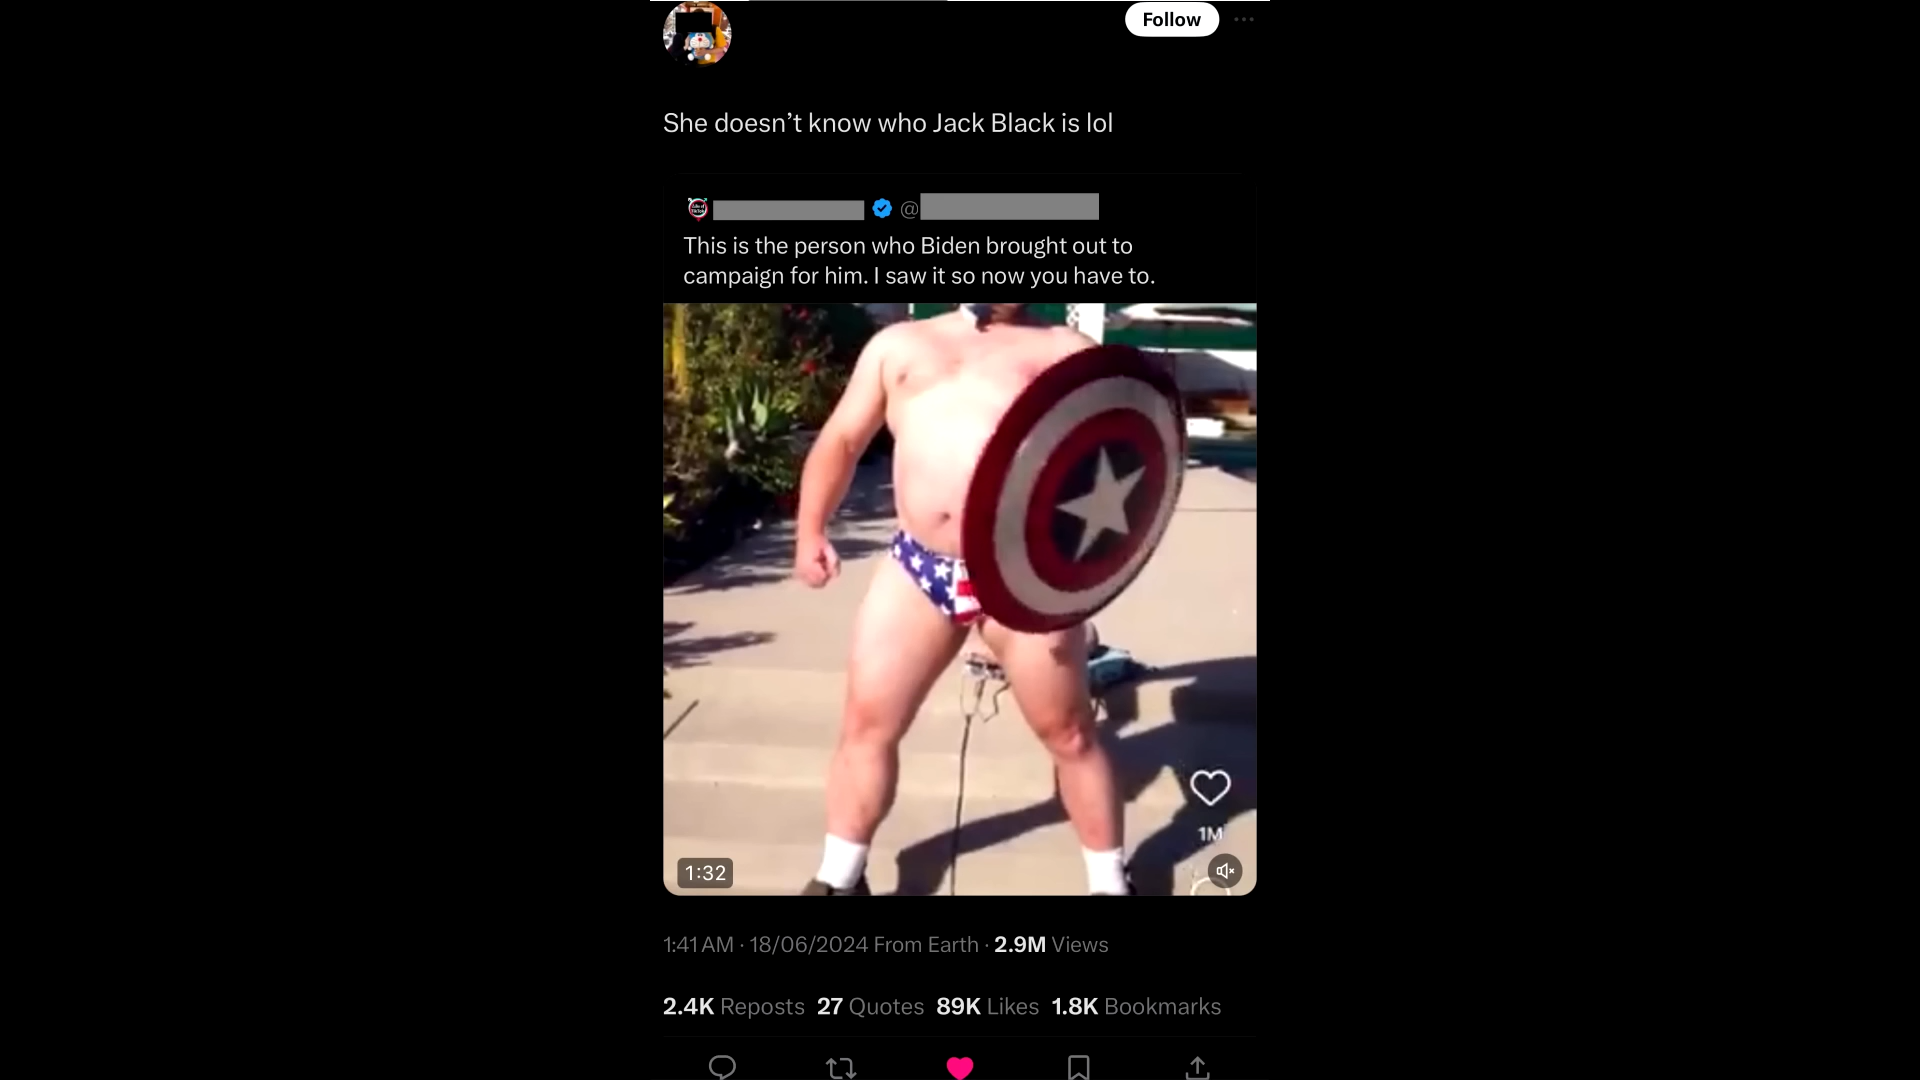 Follow
She doesn’t know who Jack Black is lol
@
This is the person who Biden brought out to
campaign for him. I saw it so now you have to.
1M
1:32
1:41 AM · 18/06/2024 From Earth · 2.9M Views
2.4K Reposts 27 Quotes 89K Likes 1.8K Bookmarks